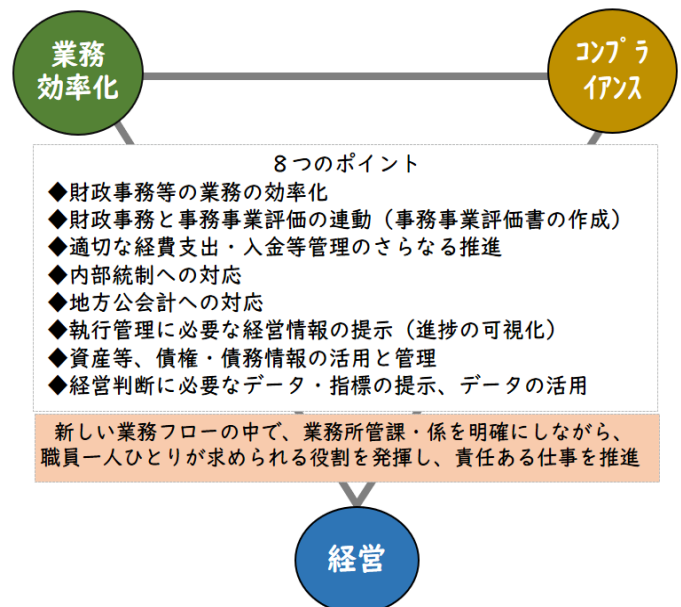 業務
効率化
ｺﾝﾌﾟﾗ
ｲｱﾝｽ
８つのポイント
◆財政事務等の業務の効率化
◆財政事務と事務事業評価の連動（事務事業評価書の作成）
◆適切な経費支出・入金等管理のさらなる推進
◆内部統制への対応
◆地方公会計への対応
◆執行管理に必要な経営情報の提示（進捗の可視化）
◆資産等、債権・債務情報の活用と管理
◆経営判断に必要なデータ・指標の提示、データの活用
新しい業務フローの中で、業務所管課・係を明確にしながら、
職員一人ひとりが求められる役割を発揮し、責任ある仕事を推進
経営